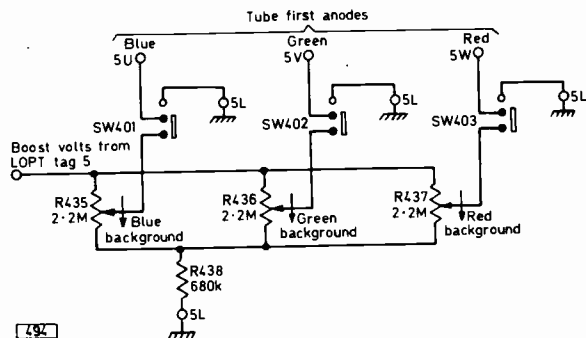 Tube first anodes
Blue
5U
Green
5V
Red
5W
5L
5L
5L
SW401
SW402
SW403
Boost volts from
LOPT tag 5
R435
2·2M
R436
2·2M
R437
2·2M
Blue
background
Green
background
Red
background
R438
680k
5L
494